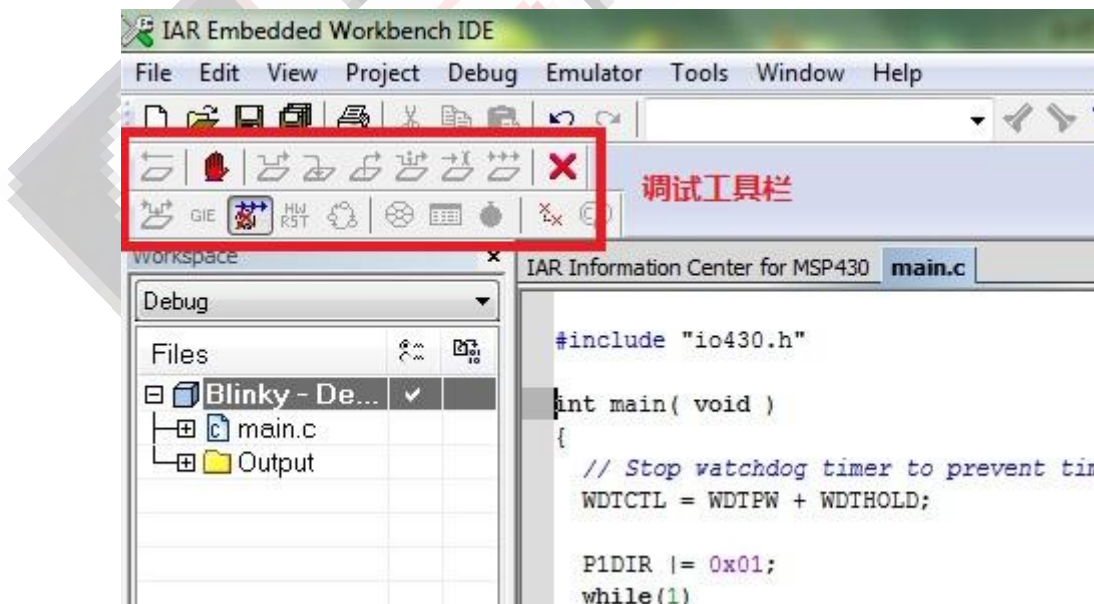 IAR Embedded Workbench IDE
File Edit View Project Debug Emulator Tools Window Help
调试工具栏
GIE HW RST
Workspace
IAR Information Center for MSP430 main.c
Debug
Files
#include "io430.h"
Blinky - De...
int main( void )
main.c
{
Output
// Stop watchdog timer to prevent tim
WDTCTL = WDTPW + WDTHOLD;
P1DIR |= 0x01;
while(1)